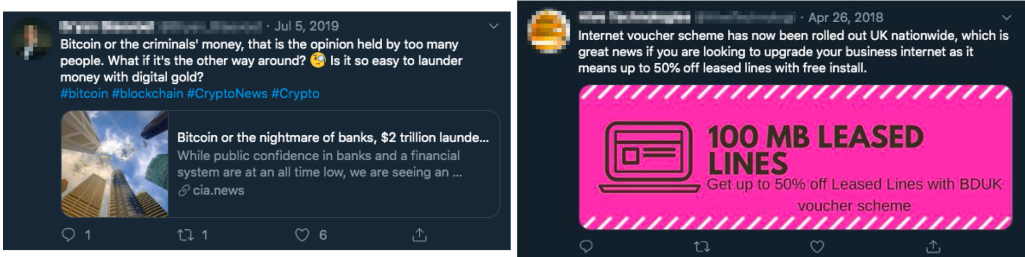 · Jul 5, 2019
Bitcoin or the criminals' money, that is the opinion held by too many
people. What if it's the other way around? 🧐 Is it so easy to launder
money with digital gold?
#bitcoin #blockchain #CryptoNews #Crypto
Bitcoin or the nightmare of banks, $2 trillion launde...
While public confidence in banks and a financial
system are at an all time low, we are seeing an ...
cia.news
1
1
6
· Apr 26, 2018
Internet voucher scheme has now been rolled out UK nationwide, which is
great news if you are looking to upgrade your business internet as it
means up to 50% off leased lines with free install.
100 MB LEASED
LINES
Get up to 50% off Leased Lines with BDUK
voucher scheme